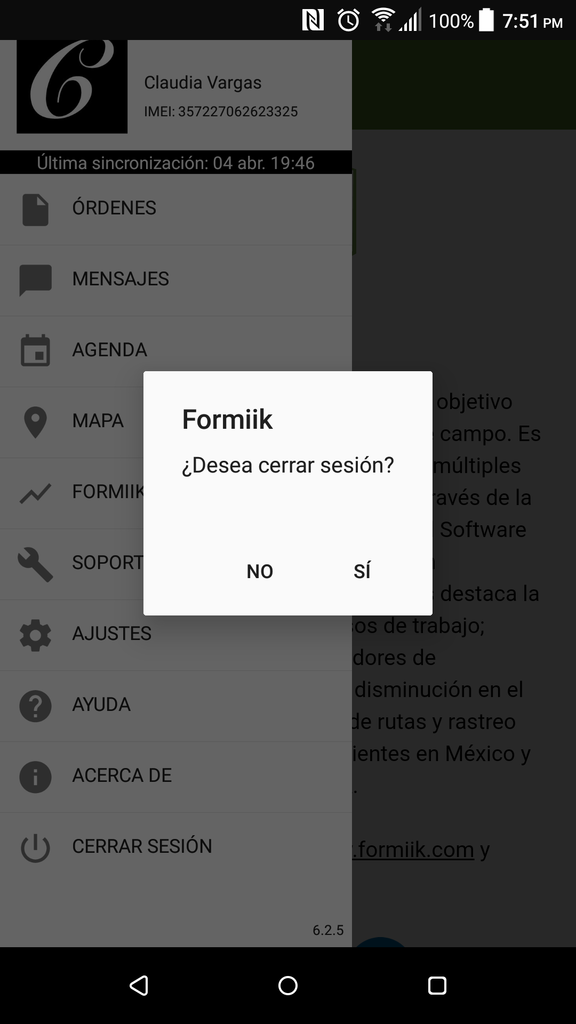 100% 7:51 PM
C
Claudia Vargas
IMEI: 357227062623325
Última sincronización: 04 abr. 19:46
ÓRDENES
MENSAJES
AGENDA
MAPA
FORMIIK
SOPORT
AJUSTES
AYUDA
ACERCA DE
CERRAR SESIÓN
6.2.5
Formiik
¿Desea cerrar sesión?
NO SÍ
objetivo
campo. Es
múltiples
ravés de la
Software
destaca la
os de trabajo;
dores de
disminución en el
de rutas y rastreo
ientes en México y
.formiik.com y